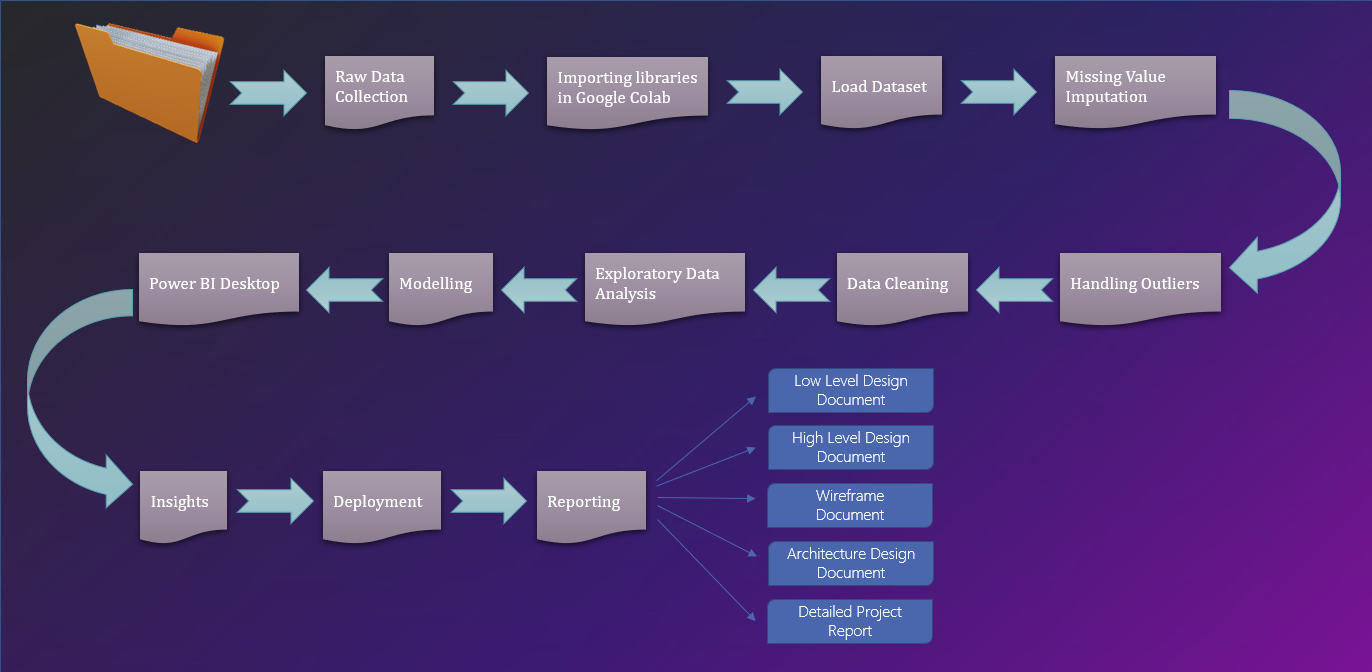 Raw Data
Collection
Importing libraries
in Google Colab
Load Dataset
Missing Value
Imputation
Handling Outliers
Data Cleaning
Exploratory Data
Analysis
Modelling
Power BI Desktop
Insights
Deployment
Reporting
Low Level Design
Document
High Level Design
Document
Wireframe
Document
Architecture Design
Document
Detailed Project
Report